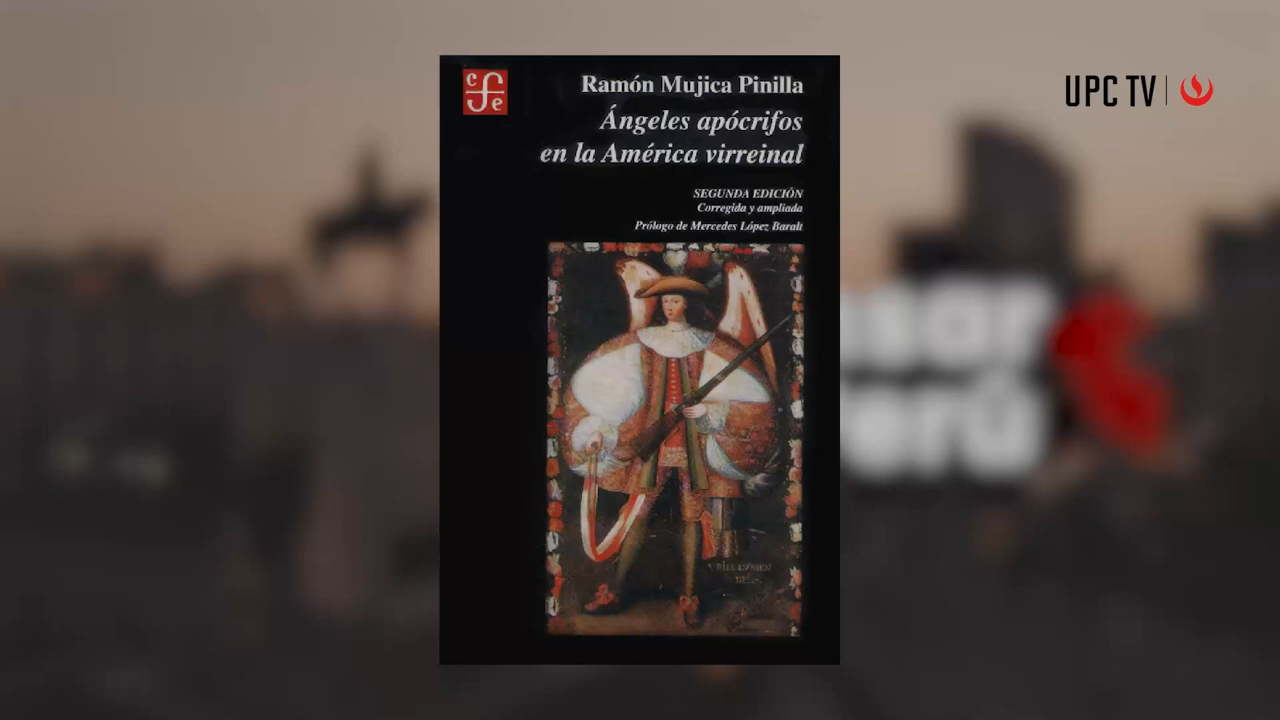 cfe
Ramón Mujica Pinilla
Ángeles apócrifos
en la América virreinal
SEGUNDA EDICIÓN
Corregida y ampliada
Prólogo de Mercedes López Baralt
UPC TV